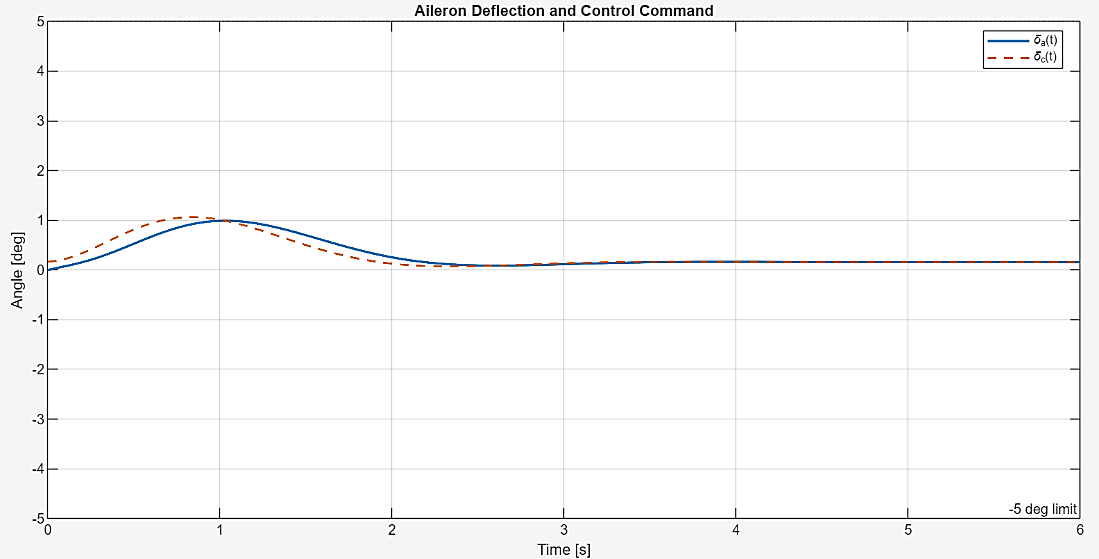 Aileron Deflection and Control Command
δₐ(t)
δ꜀(t)
Angle [deg]
5
4
3
2
1
0
-1
-2
-3
-4
-5
-5 deg limit
0 1 2 3 4 5 6
Time [s]